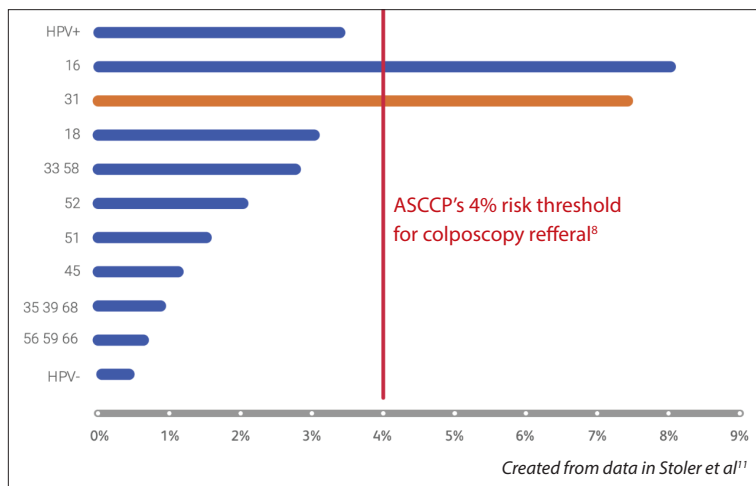 HPV+
16
31
18
33 58
52
51
45
35 39 68
56 59 66
HPV-
ASCCP's 4% risk threshold
for colposcopy refferal⁸
0% 1% 2% 3% 4% 5% 6% 7% 8% 9%
Created from data in Stoler et al¹¹